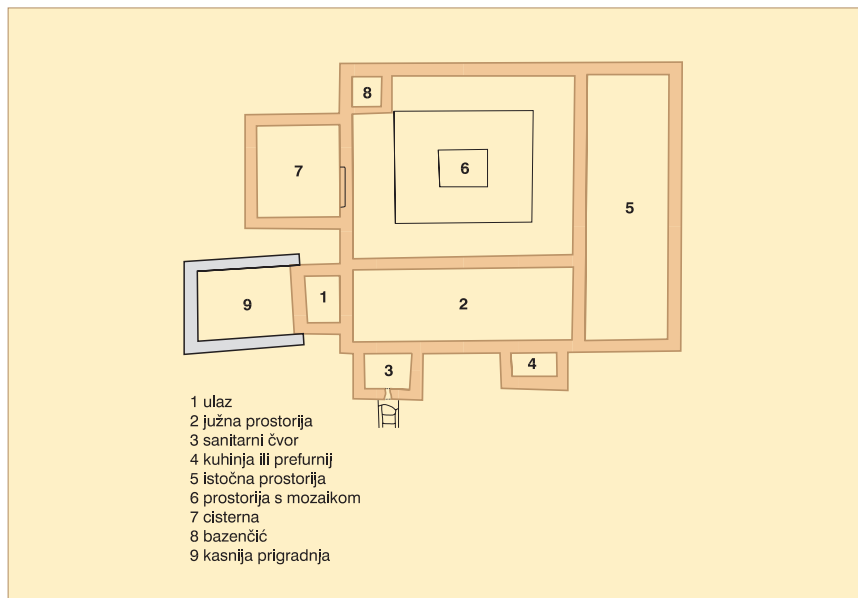 8
7
6
5
9
1
2
3
4
1 ulaz
2 južna prostorija
3 sanitarni čvor
4 kuhinja ili prefurnij
5 istočna prostorija
6 prostorija s mozaikom
7 cisterna
8 bazenčić
9 kasnija prigradnja